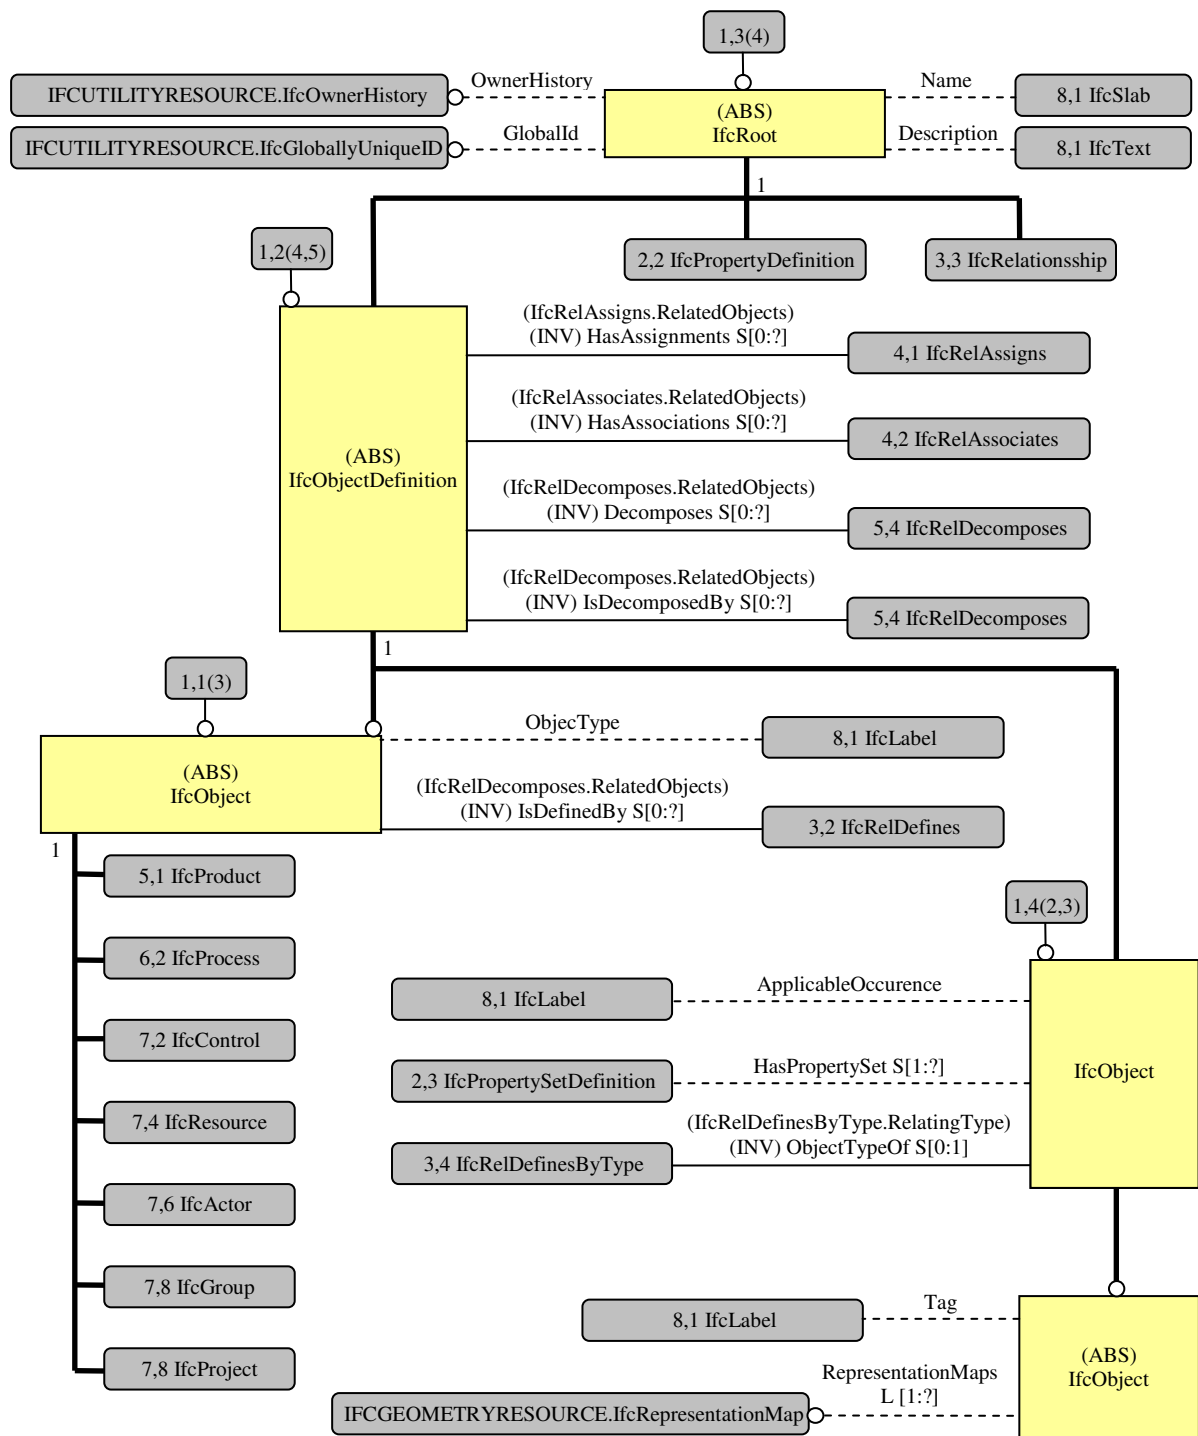 1,3(4)
OwnerHistory
Name
IFCUTILITYRESOURCE.IfcOwnerHistory
8,1 IfcSlab
(ABS)
IfcRoot
GlobalId
Description
IFCUTILITYRESOURCE.IfcGloballyUniqueID
8,1 IfcText
1
1,2(4,5)
2,2 IfcPropertyDefinition
3,3 IfcRelationsship
(IfcRelAssigns.RelatedObjects)
(INV) HasAssignments S[0:?]
4,1 IfcRelAssigns
(IfcRelAssociates.RelatedObjects)
(INV) HasAssociations S[0:?]
4,2 IfcRelAssociates
(ABS)
IfcObjectDefinition
(IfcRelDecomposes.RelatedObjects)
(INV) Decomposes S[0:?]
5,4 IfcRelDecomposes
(IfcRelDecomposes.RelatedObjects)
(INV) IsDecomposedBy S[0:?]
5,4 IfcRelDecomposes
1
1,1(3)
ObjecType
8,1 IfcLabel
(ABS)
IfcObject
(IfcRelDecomposes.RelatedObjects)
(INV) IsDefinedBy S[0:?]
3,2 IfcRelDefines
1
5,1 IfcProduct
6,2 IfcProcess
7,2 IfcControl
7,4 IfcResource
7,6 IfcActor
7,8 IfcGroup
7,8 IfcProject
1,4(2,3)
ApplicableOccurence
8,1 IfcLabel
HasPropertySet S[1:?]
2,3 IfcPropertySetDefinition
IfcObject
(IfcRelDefinesByType.RelatingType)
(INV) ObjectTypeOf S[0:1]
3,4 IfcRelDefinesByType
Tag
8,1 IfcLabel
(ABS)
IfcObject
RepresentationMaps
L [1:?]
IFCGEOMETRYRESOURCE.IfcRepresentationMap